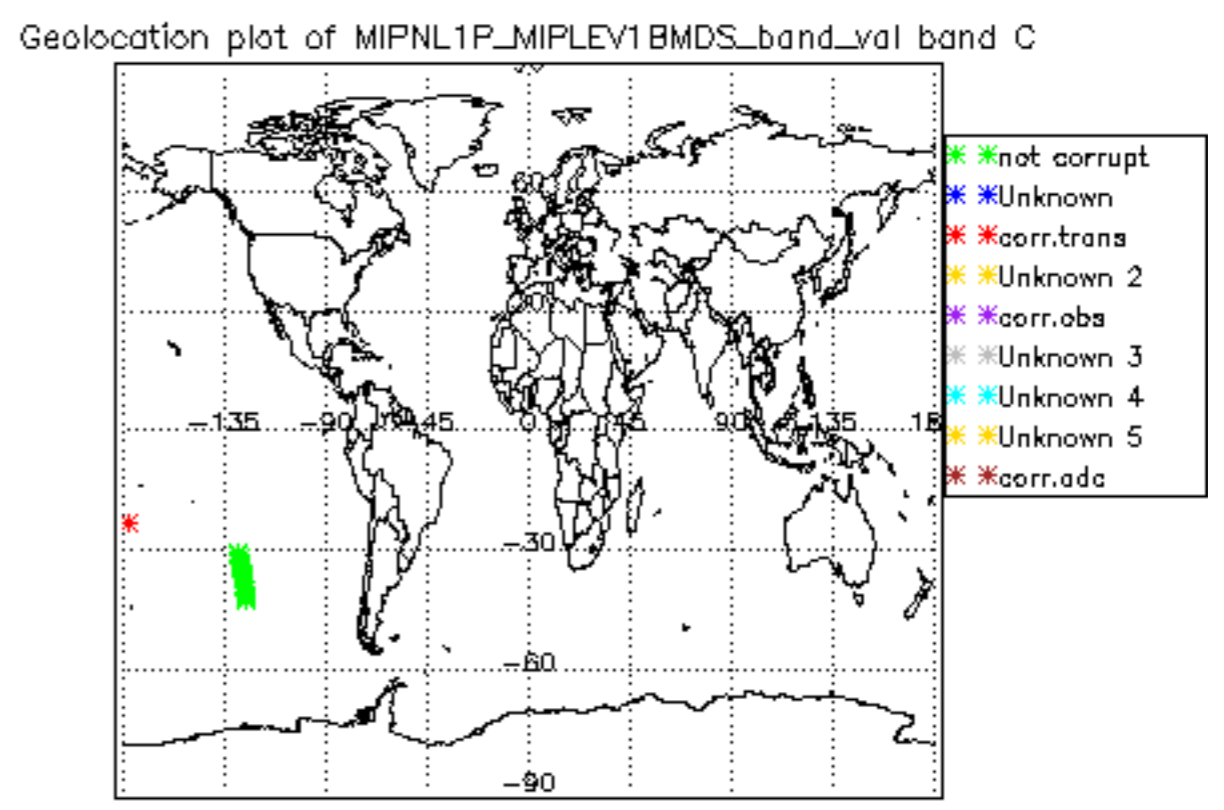 Geolocation plot of MIPNL1P_MIPLEV1BMDS_band_val band C
not corrupt
Unknown
corr.trans
Unknown 2
corr.obs
Unknown 3
Unknown 4
Unknown 5
corr.adc
60
-135 -90 -45 0 45 90 135
-30
-60
-90